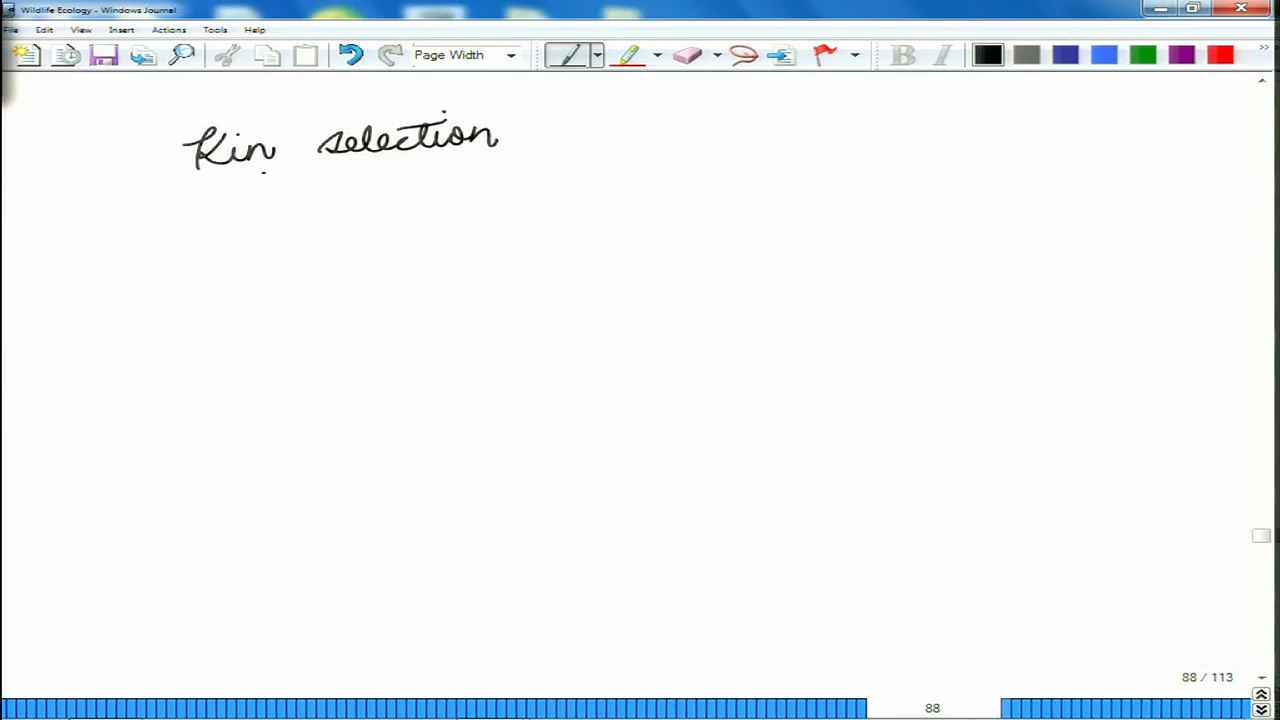 Wildlife Ecology - Windows Journal
File Edit View Insert Actions Tools Help
Page Width B I
Kin selection
88 / 113
88